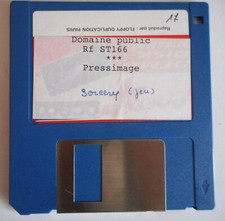 Reproduit par : FLOPPY DUPLICATION PARIS
17
Domaine public
Rf ST166
***
Pressimage
Sorcery (jeu)